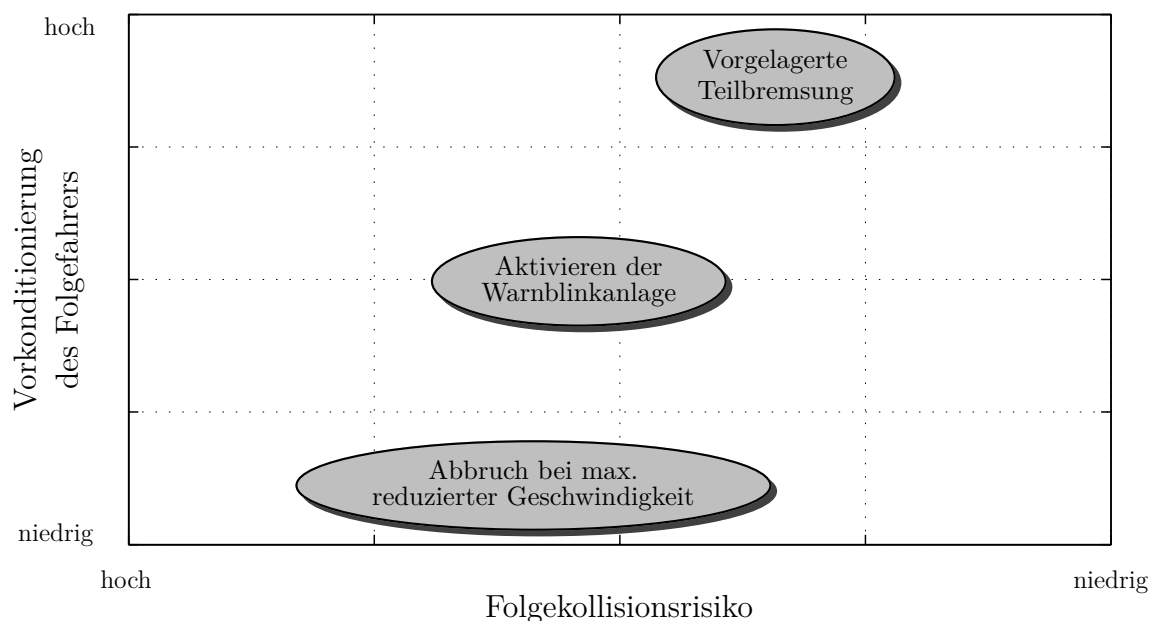 hoch
Vorgelagerte
Teilbremsung
Vorkonditionierung
des Folgefahrers
Aktivieren der
Warnblinkanlage
Abbruch bei max.
reduzierter Geschwindigkeit
niedrig
hoch
niedrig
Folgekollisionsrisiko